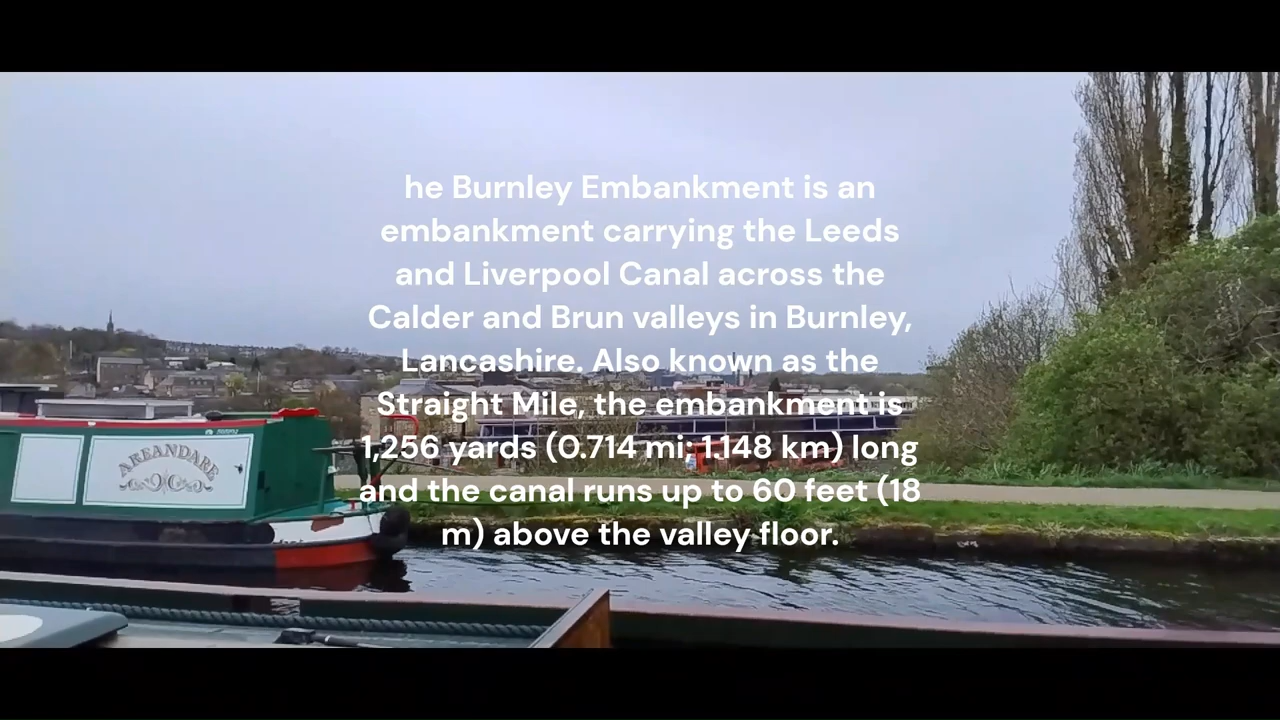 he Burnley Embankment is an
embankment carrying the Leeds
and Liverpool Canal across the
Calder and Brun valleys in Burnley,
Lancashire. Also known as the
Straight Mile, the embankment is
1,256 yards (0.714 mi; 1.148 km) long
and the canal runs up to 60 feet (18
m) above the valley floor.
AREANDARE